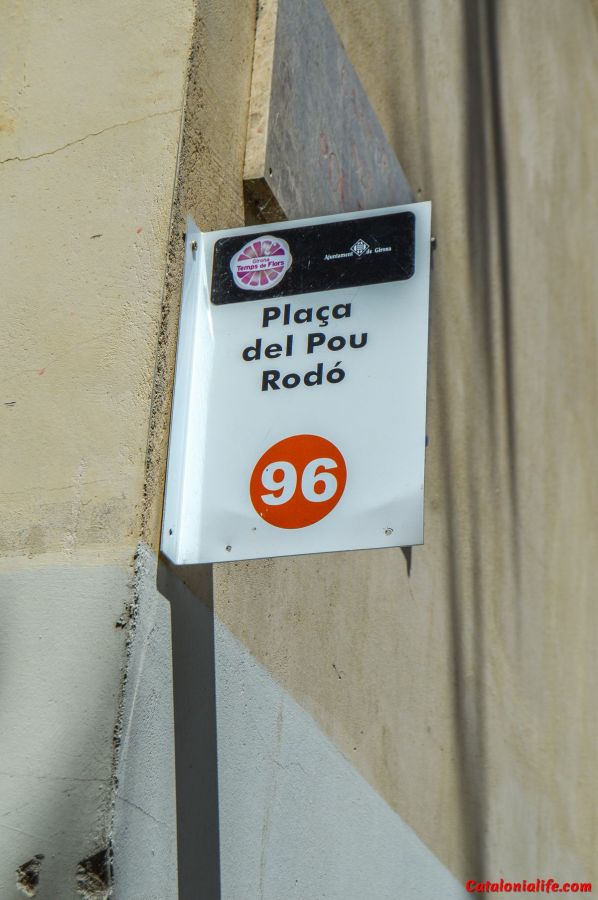 Girona
Temps de Flors
Ajuntament de Girona
Plaça
del Pou
Rodó
96
Catalonialife.com